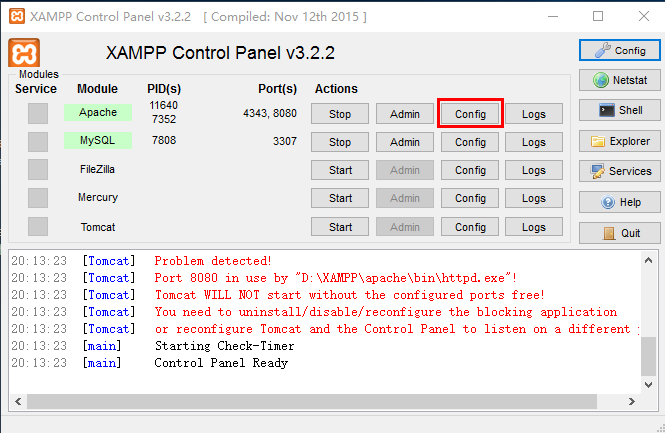 XAMPP Control Panel v3.2.2 [ Compiled: Nov 12th 2015 ]
XAMPP Control Panel v3.2.2
Config
Modules
Service Module PID(s) Port(s) Actions
Netstat
Apache 11640 7352 4343, 8080 Stop Admin Config Logs
Shell
MySQL 7808 3307 Stop Admin Config Logs
Explorer
FileZilla Start Admin Config Logs
Services
Mercury Start Admin Config Logs
Help
Tomcat Start Admin Config Logs
Quit
20:13:23 [Tomcat] Problem detected!
20:13:23 [Tomcat] Port 8080 in use by "D:\XAMPP\apache\bin\httpd.exe"!
20:13:23 [Tomcat] Tomcat WILL NOT start without the configured ports free!
20:13:23 [Tomcat] You need to uninstall/disable/reconfigure the blocking application
20:13:23 [Tomcat] or reconfigure Tomcat and the Control Panel to listen on a different
20:13:23 [main] Starting Check-Timer
20:13:23 [main] Control Panel Ready